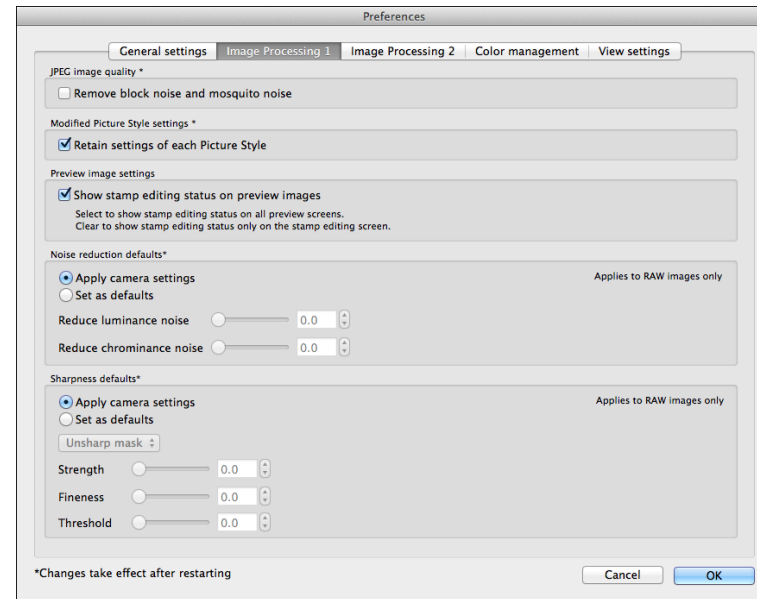 Preferences
General settings Image Processing 1 Image Processing 2 Color management View settings
JPEG image quality *
Remove block noise and mosquito noise
Modified Picture Style settings *
Retain settings of each Picture Style
Preview image settings
Show stamp editing status on preview images
Select to show stamp editing status on all preview screens.
Clear to show stamp editing status only on the stamp editing screen.
Noise reduction defaults*
Apply camera settings Applies to RAW images only
Set as defaults
Reduce luminance noise 0.0
Reduce chrominance noise 0.0
Sharpness defaults*
Apply camera settings Applies to RAW images only
Set as defaults
Unsharp mask
Strength 0.0
Fineness 0.0
Threshold 0.0
*Changes take effect after restarting Cancel OK